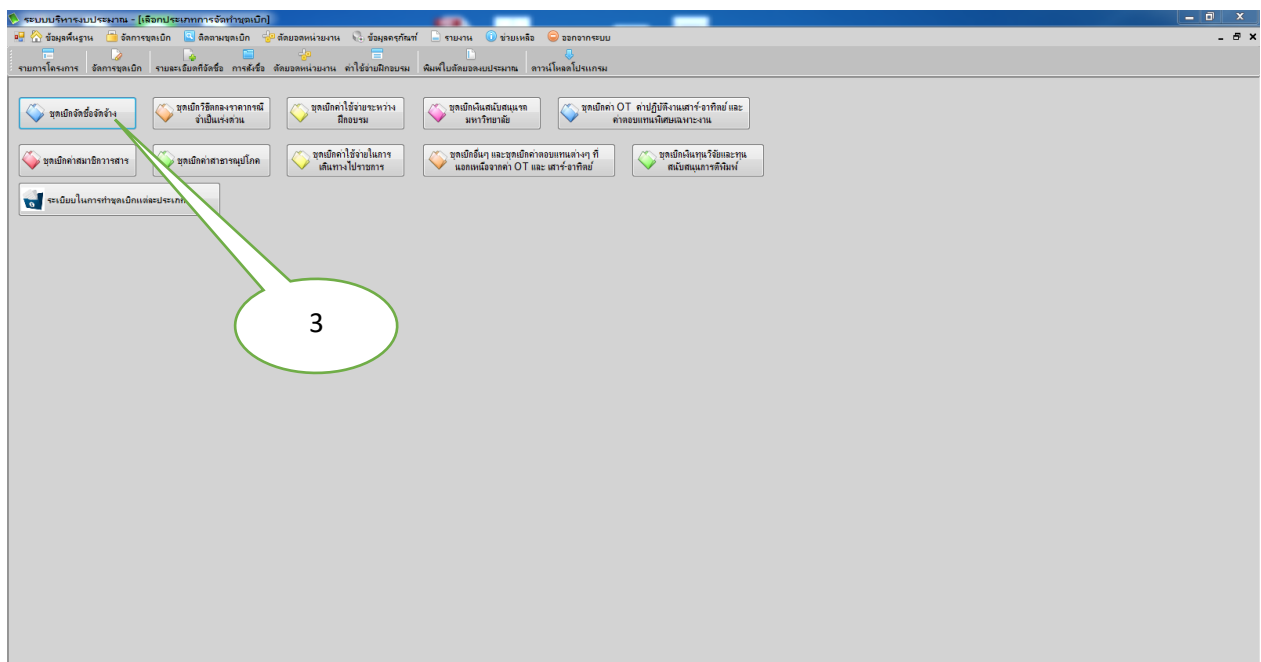 ระบบบริหารงบประมาณ - [เลือกประเภทการจัดทำชุดเบิก]
ข้อมูลพื้นฐาน จัดการชุดเบิก ติดตามชุดเบิก ตัดยอดหน่วยงาน ข้อมูลครุภัณฑ์ รายงาน ช่วยเหลือ ออกจากระบบ
รายการโครงการ จัดการชุดเบิก รายละเอียดที่จัดซื้อ การสั่งซื้อ ตัดยอดหน่วยงาน ค่าใช้จ่ายฝึกอบรม พิมพ์ใบตัดยอดงบประมาณ ดาวน์โหลดโปรแกรม
ชุดเบิกจัดซื้อจัดจ้าง
ชุดเบิกวิธีตกลงราคากรณี
จำเป็นเร่งด่วน
ชุดเบิกค่าใช้จ่ายระหว่าง
ฝึกอบรม
ชุดเบิกเงินสนับสนุนจาก
มหาวิทยาลัย
ชุดเบิกค่า OT ค่าปฏิบัติงานเสาร์-อาทิตย์ และ
ค่าตอบแทนพิเศษเฉพาะงาน
ชุดเบิกค่าสมาชิกวารสาร
ชุดเบิกค่าสาธารณูปโภค
ชุดเบิกค่าใช้จ่ายในการ
เดินทางไปราชการ
ชุดเบิกอื่นๆ และชุดเบิกค่าตอบแทนต่างๆ ที่
นอกเหนือจากค่า OT และ เสาร์-อาทิตย์
ชุดเบิกเงินทุนวิจัยและทุน
สนับสนุนการตีพิมพ์
ระเบียบในการทำชุดเบิกแต่ละประเภท
3